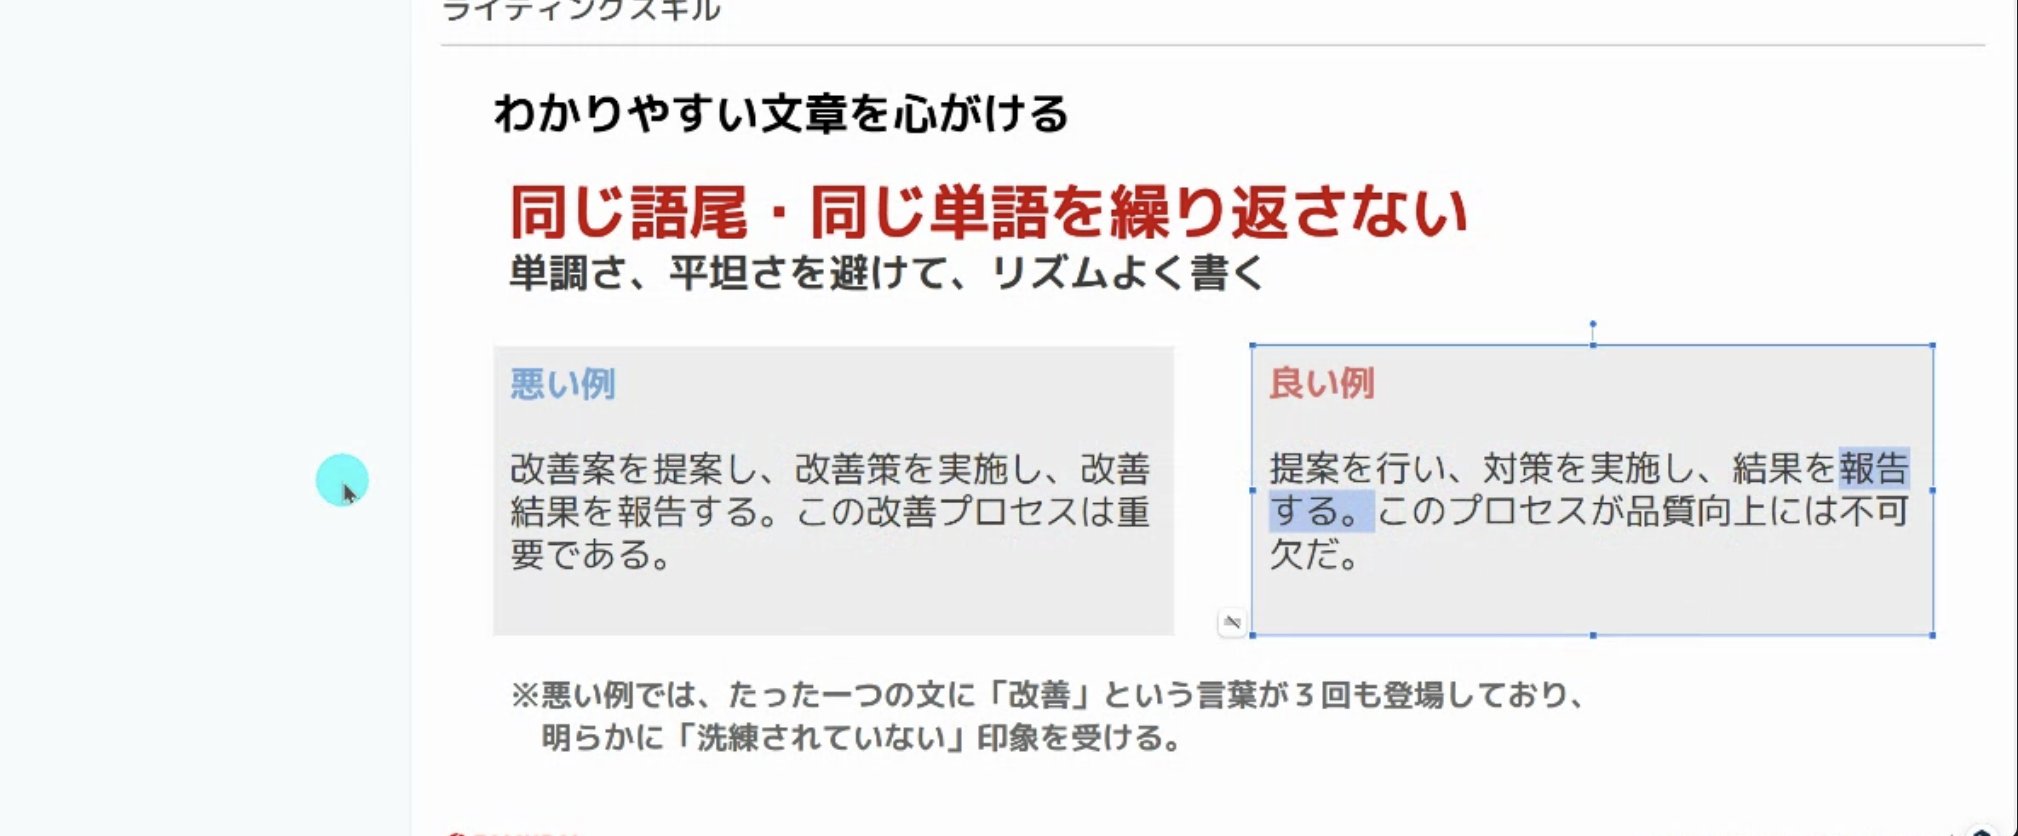 ライティングスキル
わかりやすい文章を心がける
同じ語尾・同じ単語を繰り返さない
単調さ、平坦さを避けて、リズムよく書く
悪い例
改善案を提案し、改善策を実施し、改善
結果を報告する。この改善プロセスは重
要である。
良い例
提案を行い、対策を実施し、結果を報告
する。このプロセスが品質向上には不可
欠だ。
※悪い例では、たった一つの文に「改善」という言葉が３回も登場しており、
明らかに「洗練されていない」印象を受ける。